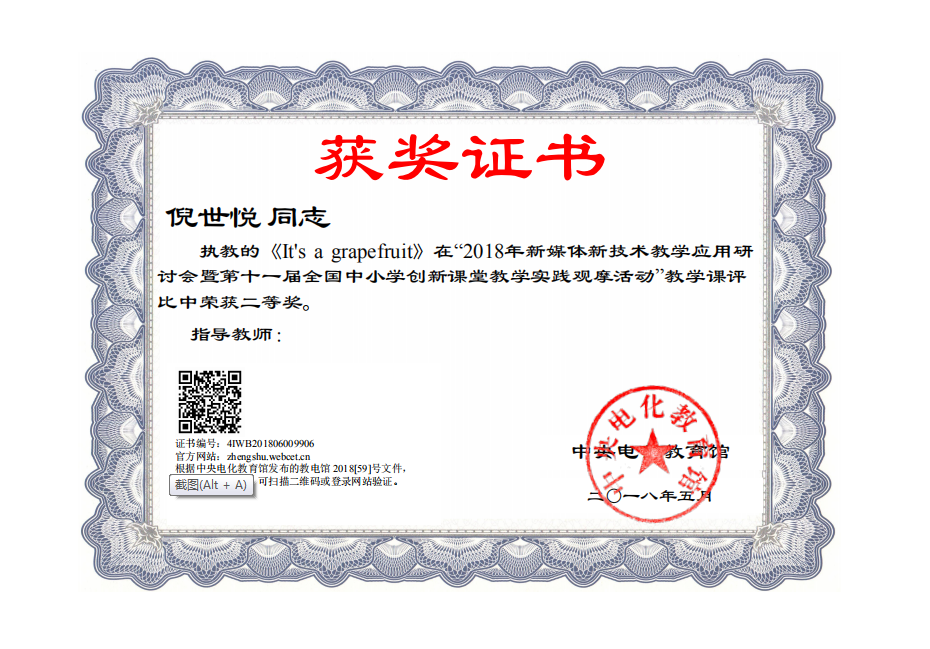 获奖证书
倪世悦 同志
执教的《It's a grapefruit》在“2018年新媒体新技术教学应用研
讨会暨第十一届全国中小学创新课堂教学实践观摩活动”教学课评
比中荣获二等奖。
指导教师：
证书编号：4IWB201806009906
官方网站：zhengshu.webcet.cn
根据中央电化教育馆发布的教电馆 2018[59]号文件，
可扫描二维码或登录网站验证。
截图(Alt + A)
中央电化教育馆
中央电 教育馆
二〇一八年五月